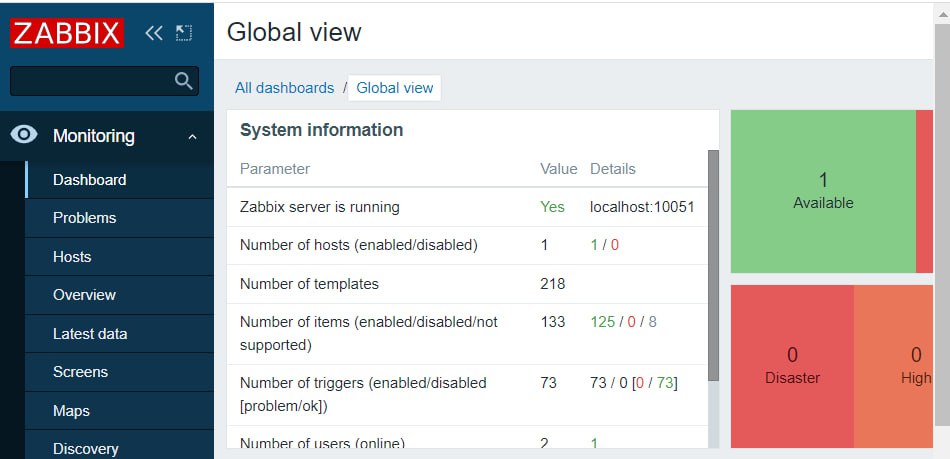 ZABBIX
Global view
All dashboards / Global view
Monitoring
Dashboard
Problems
Hosts
Overview
Latest data
Screens
Maps
Discovery
System information
Parameter Value Details
Zabbix server is running Yes localhost:10051
Number of hosts (enabled/disabled) 1 1 / 0
Number of templates 218
Number of items (enabled/disabled/not 133 125 / 0 / 8
supported)
Number of triggers (enabled/disabled 73 73 / 0 [0 / 73]
[problem/ok])
Number of users (online) 2 1
1
Available
0
Disaster
0
High